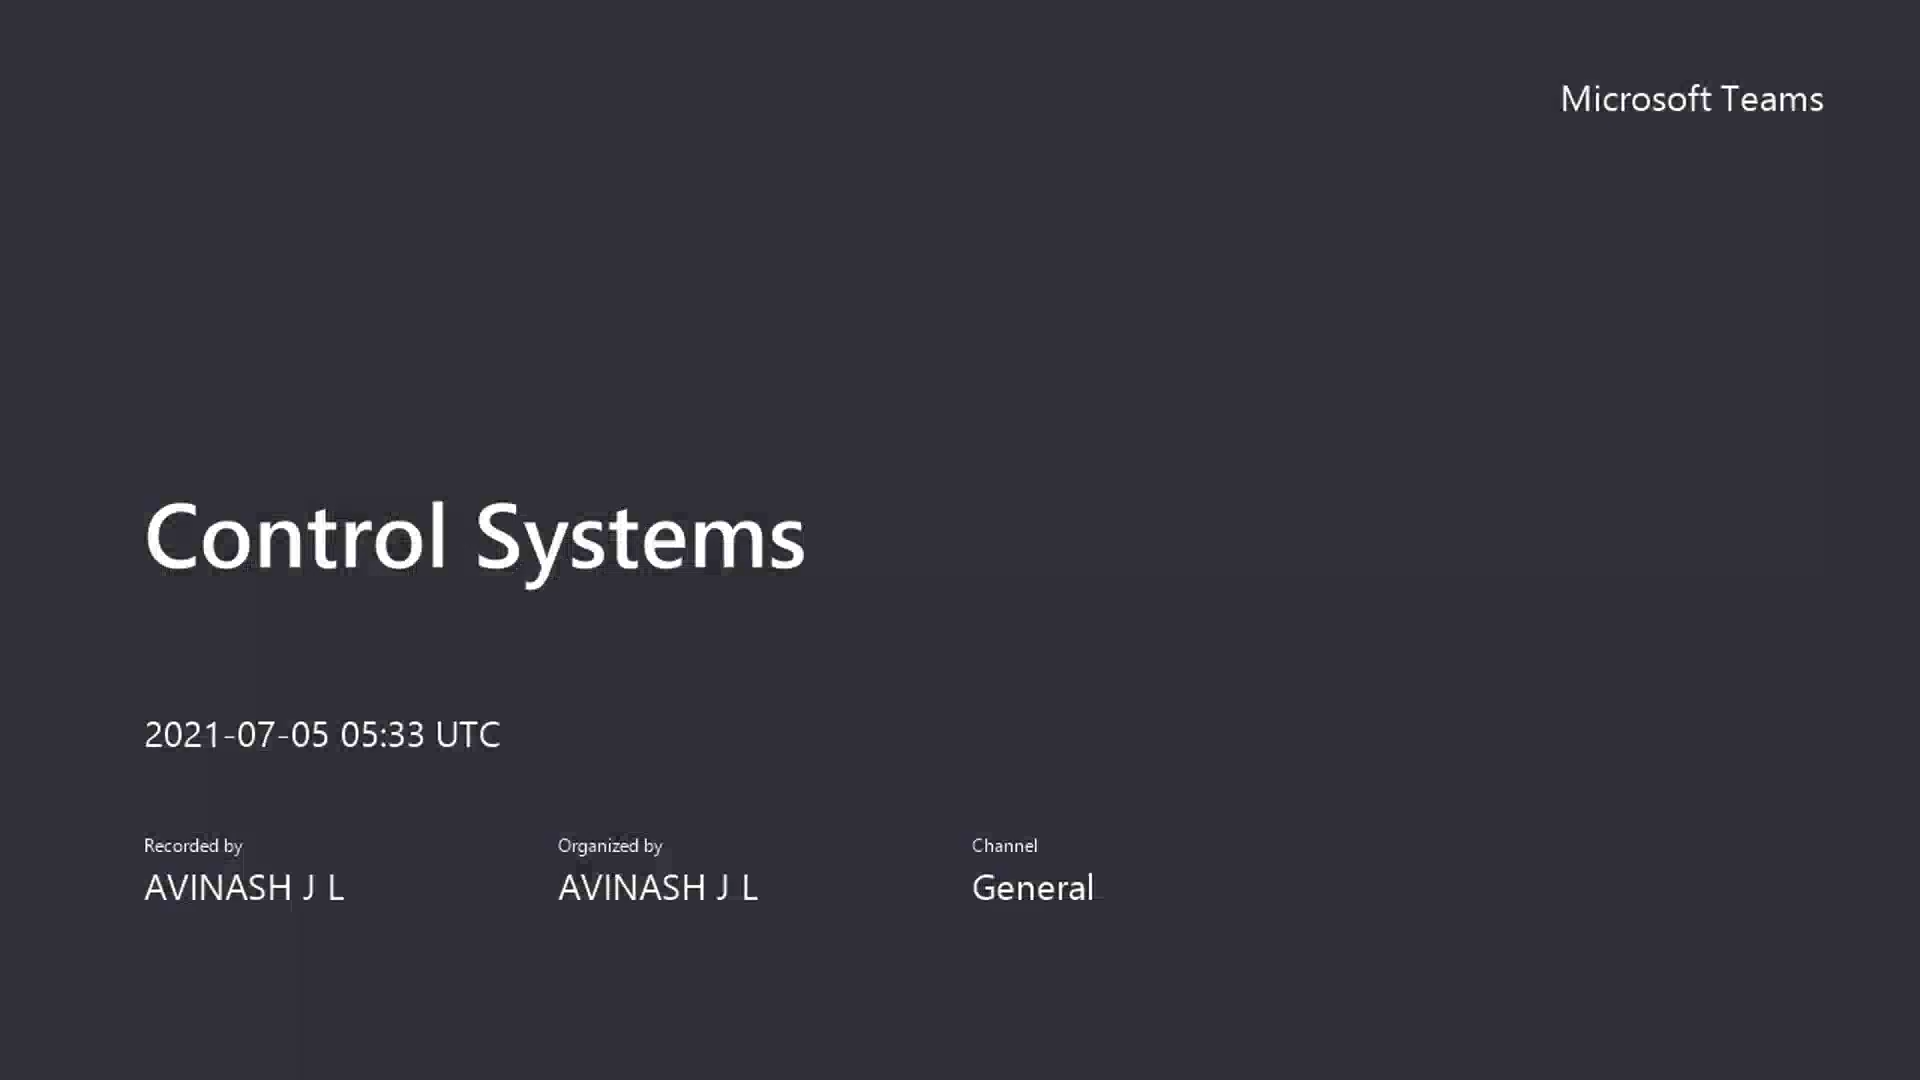 Microsoft Teams
Control Systems
2021-07-05 05:33 UTC
Recorded by
AVINASH J L
Organized by
AVINASH J L
Channel
General